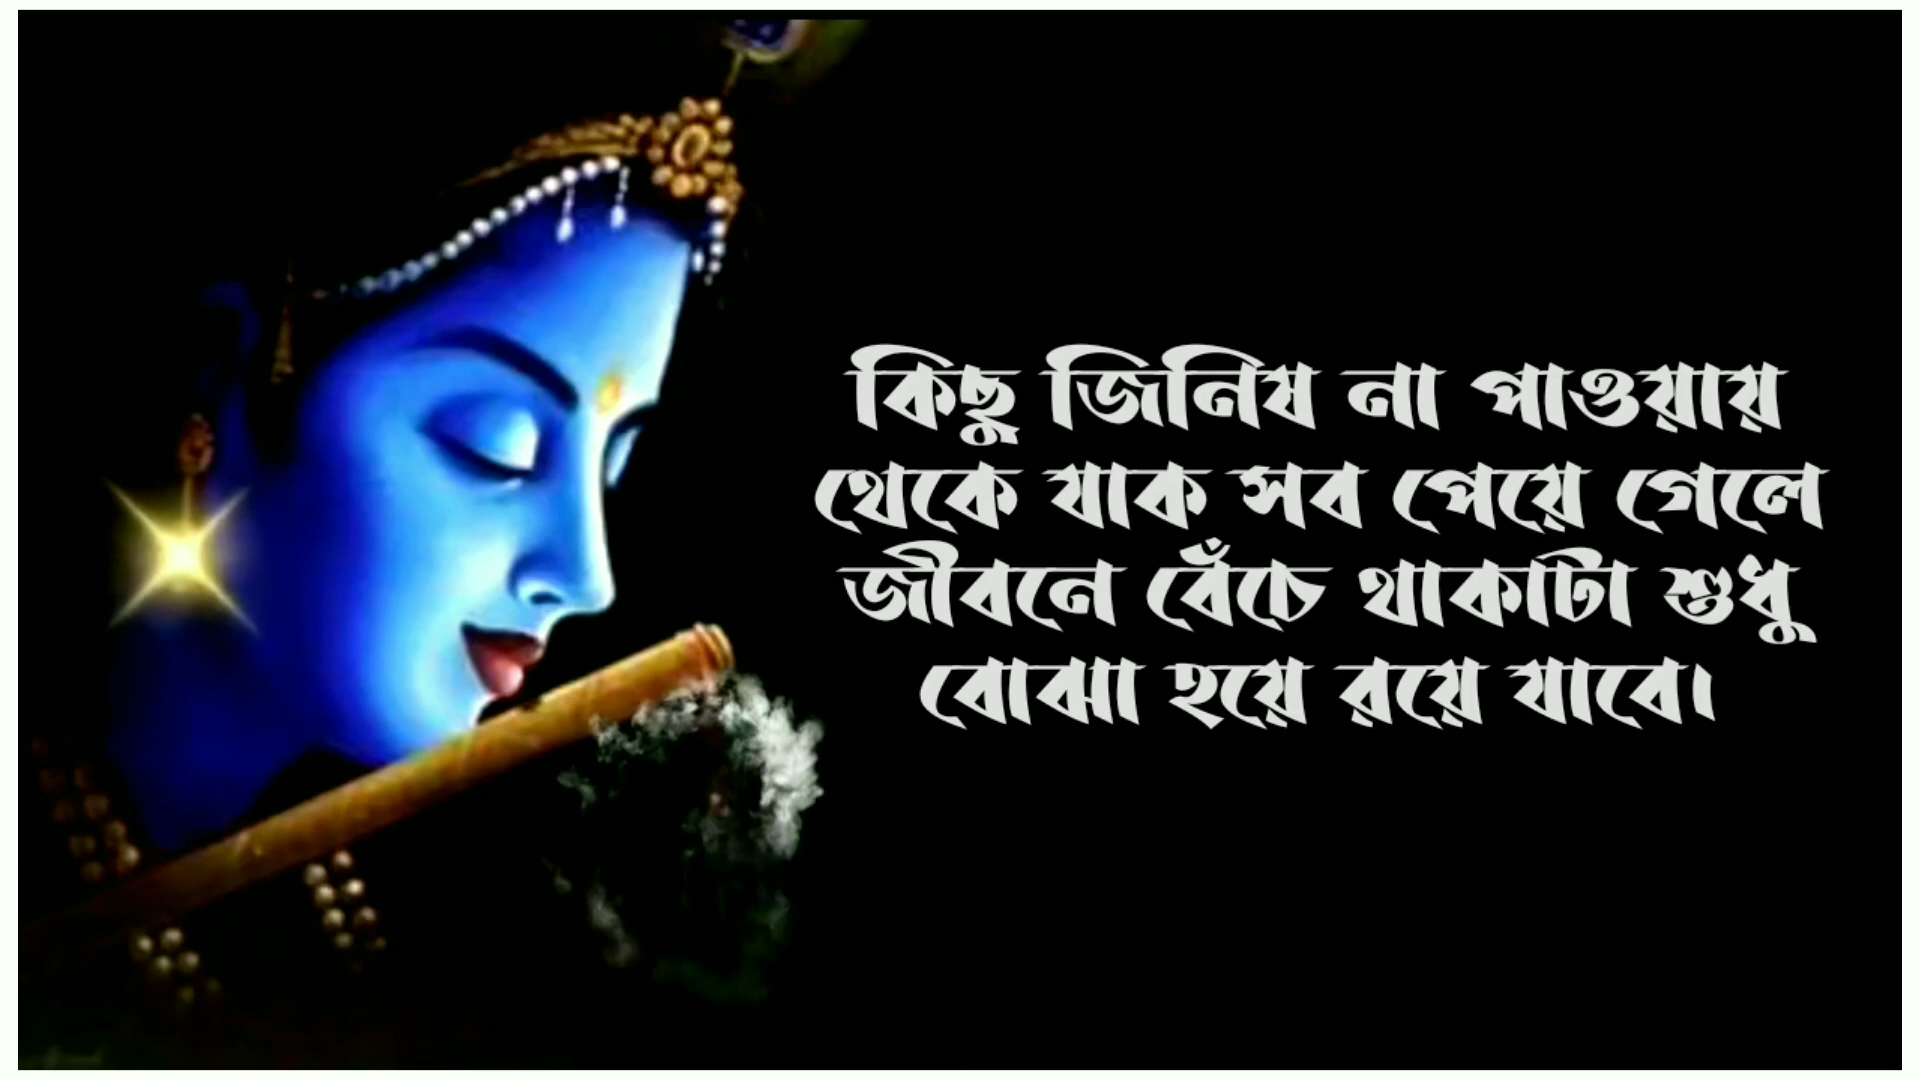 কিছু জিনিষ না পাওয়ায়
থেকে যাক সব পেয়ে গেলে
জীবনে বেঁচে থাকাটা শুধু
বোঝা হয়ে রয়ে যাবে।